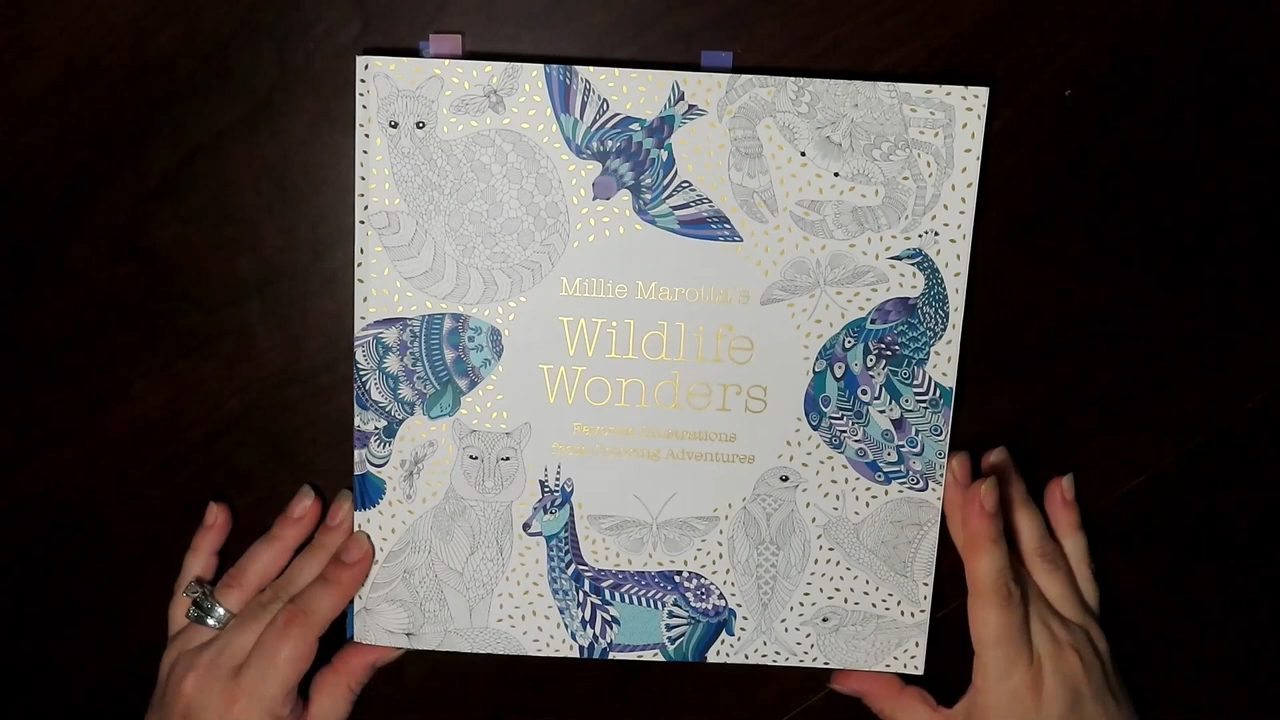 Millie Marotta's
Wildlife
Wonders
Favorite Illustrations
from Coloring Adventures